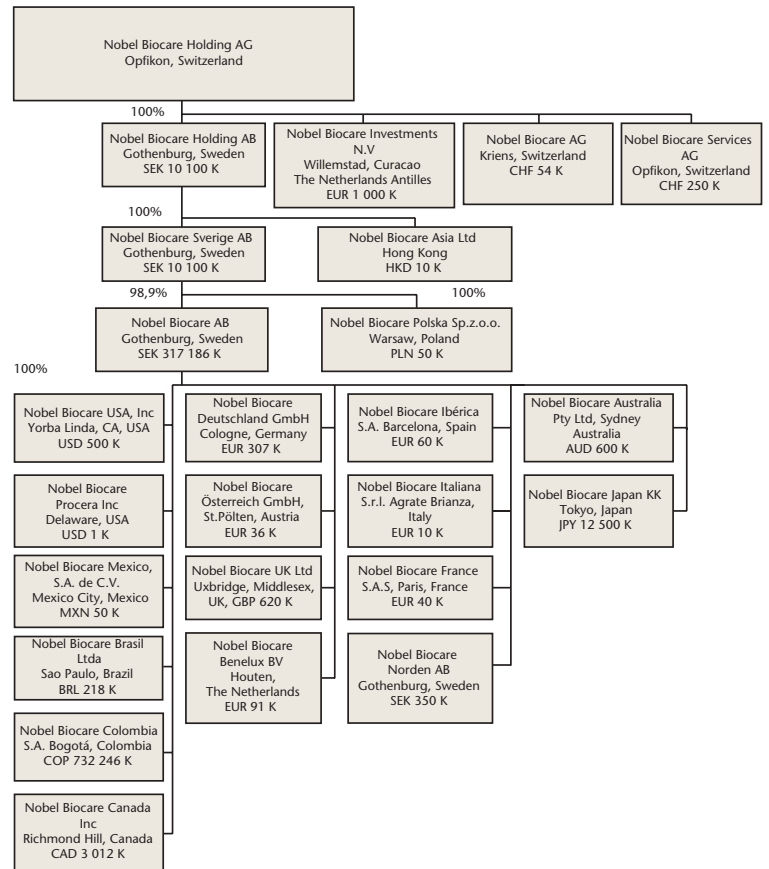 Nobel Biocare Holding AG
Opfikon, Switzerland
100%
Nobel Biocare Holding AB
Gothenburg, Sweden
SEK 10 100 K
Nobel Biocare Investments
N.V
Willemstad, Curacao
The Netherlands Antilles
EUR 1 000 K
Nobel Biocare AG
Kriens, Switzerland
CHF 54 K
Nobel Biocare Services
AG
Opfikon, Switzerland
CHF 250 K
100%
Nobel Biocare Sverige AB
Gothenburg, Sweden
SEK 10 100 K
Nobel Biocare Asia Ltd
Hong Kong
HKD 10 K
98,9%
100%
Nobel Biocare AB
Gothenburg, Sweden
SEK 317 186 K
Nobel Biocare Polska Sp.z.o.o.
Warsaw, Poland
PLN 50 K
100%
Nobel Biocare USA, Inc
Yorba Linda, CA, USA
USD 500 K
Nobel Biocare
Procera Inc
Delaware, USA
USD 1 K
Nobel Biocare Mexico,
S.A. de C.V.
Mexico City, Mexico
MXN 50 K
Nobel Biocare Brasil
Ltda
Sao Paulo, Brazil
BRL 218 K
Nobel Biocare Colombia
S.A. Bogotá, Colombia
COP 732 246 K
Nobel Biocare Canada
Inc
Richmond Hill, Canada
CAD 3 012 K
Nobel Biocare
Deutschland GmbH
Cologne, Germany
EUR 307 K
Nobel Biocare
Österreich GmbH,
St.Pölten, Austria
EUR 36 K
Nobel Biocare UK Ltd
Uxbridge, Middlesex,
UK, GBP 620 K
Nobel Biocare
Benelux BV
Houten,
The Netherlands
EUR 91 K
Nobel Biocare Ibérica
S.A. Barcelona, Spain
EUR 60 K
Nobel Biocare Italiana
S.r.l. Agrate Brianza,
Italy
EUR 10 K
Nobel Biocare France
S.A.S, Paris, France
EUR 40 K
Nobel Biocare
Norden AB
Gothenburg, Sweden
SEK 350 K
Nobel Biocare Australia
Pty Ltd, Sydney
Australia
AUD 600 K
Nobel Biocare Japan KK
Tokyo, Japan
JPY 12 500 K